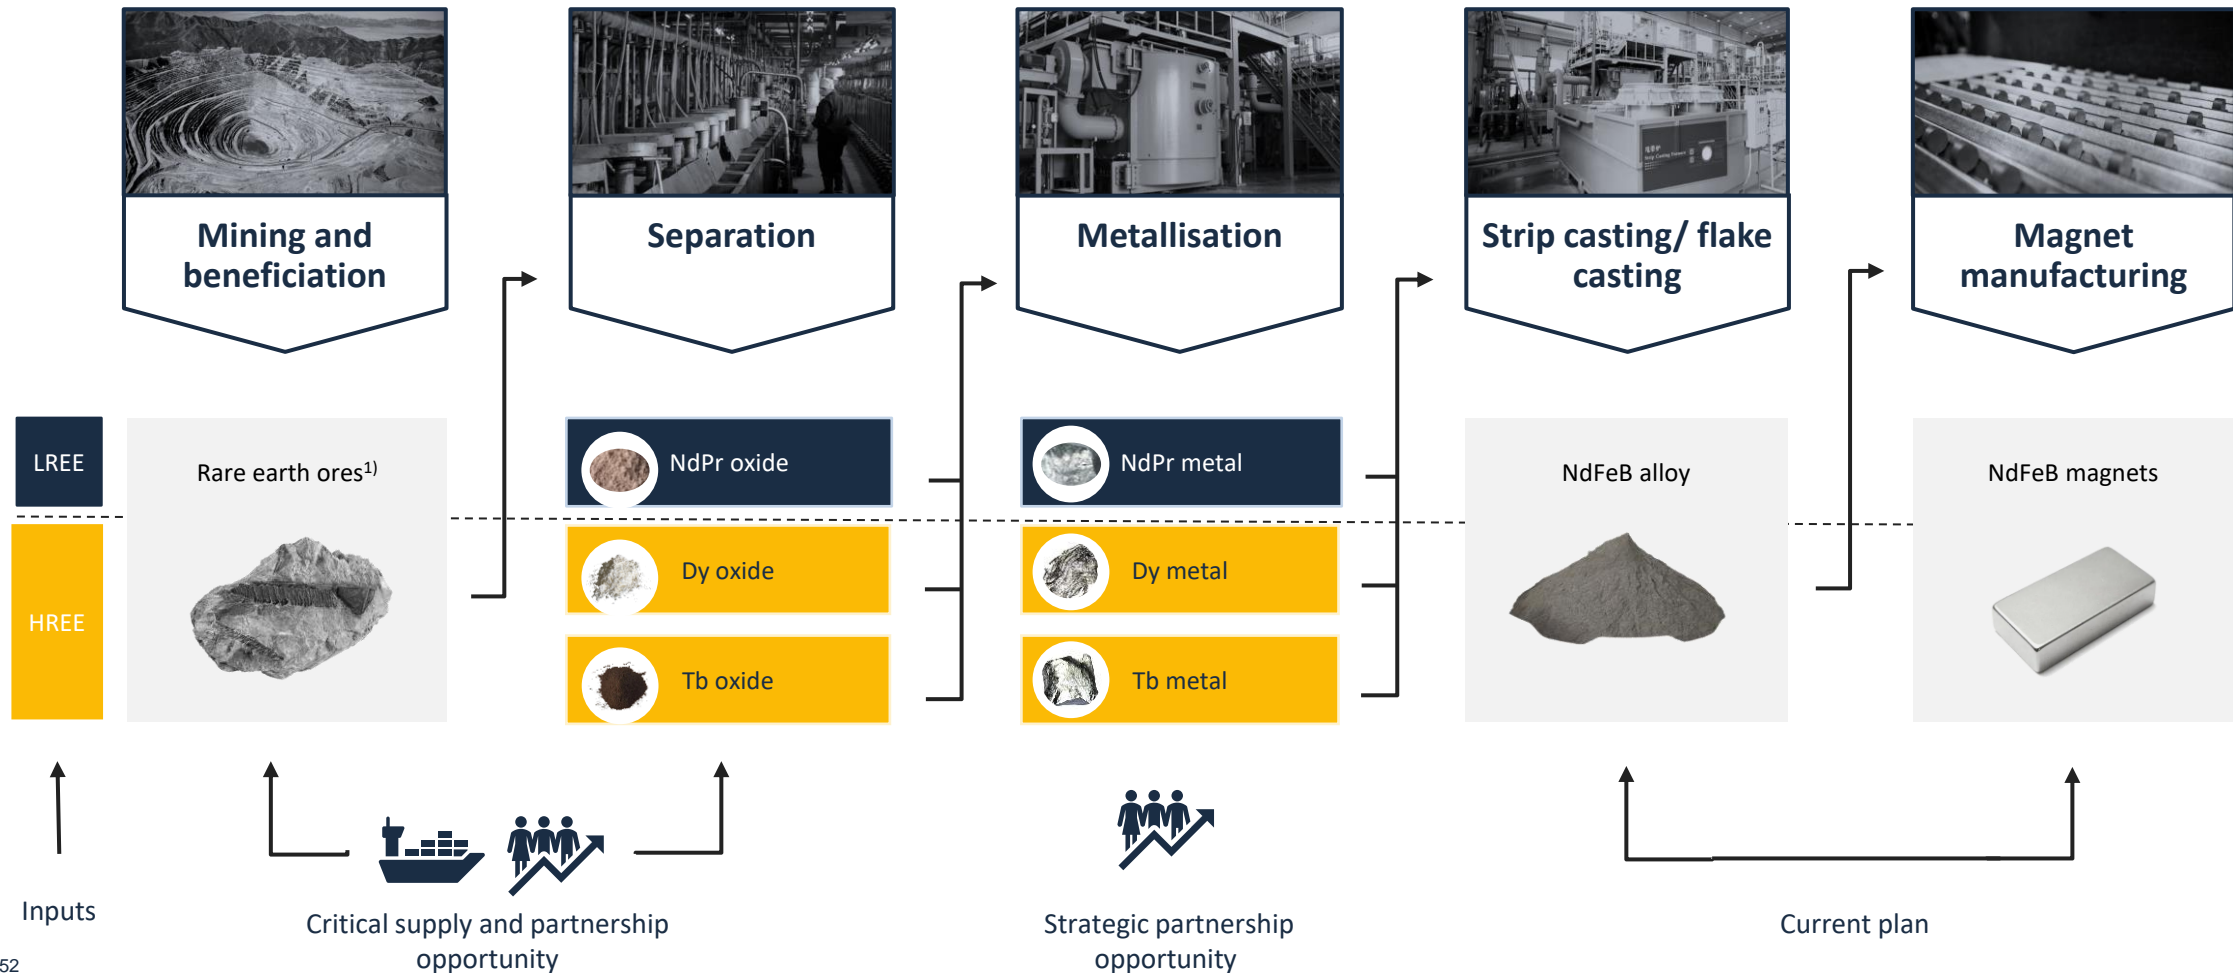 Mining and
beneficiation
Separation
Metallisation
Strip casting/ flake
casting
Magnet
manufacturing
LREE
HREE
Rare earth ores1)
NdPr oxide
Dy oxide
Tb oxide
NdPr metal
Dy metal
Tb metal
NdFeB alloy
NdFeB magnets
Inputs
Critical supply and partnership
opportunity
Strategic partnership
opportunity
Current plan
52